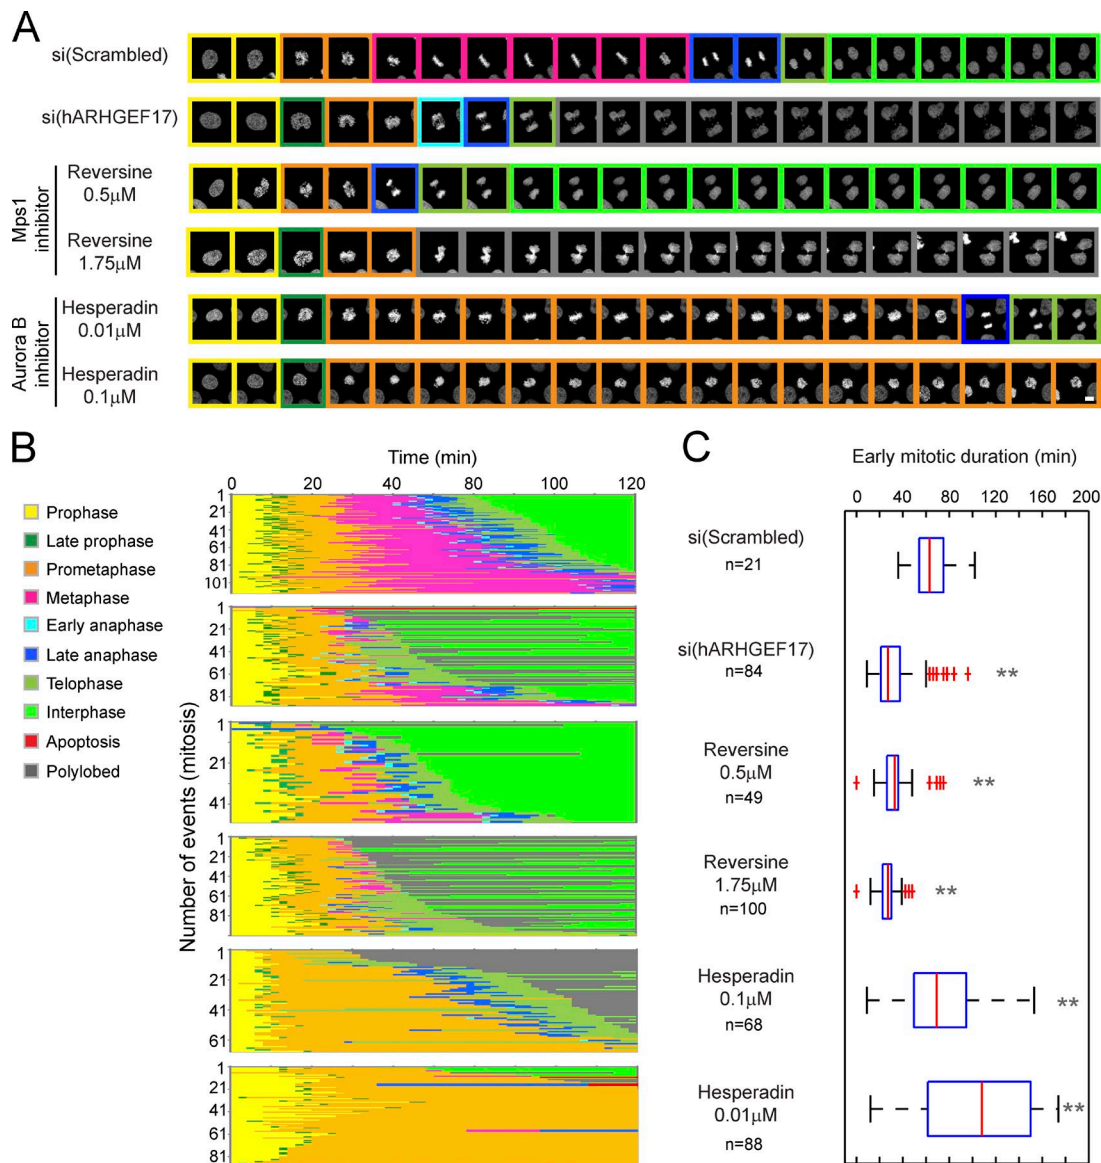 A
si(Scrambled)
si(hARHGEF17)
Mps1
inhibitor
Reversine
0.5µM
Reversine
1.75µM
Aurora B
inhibitor
Hesperadin
0.01µM
Hesperadin
0.1µM
B
Time (min)
0 20 40 60 80 100 120
Prophase
Late prophase
Prometaphase
Metaphase
Early anaphase
Late anaphase
Telophase
Interphase
Apoptosis
Polylobed
Number of events (mitosis)
1
21
41
61
81
101
1
21
41
61
81
1
21
41
1
21
41
61
81
1
21
41
61
1
21
41
61
81
C
Early mitotic duration (min)
0 40 80 120 160 200
si(Scrambled)
n=21
si(hARHGEF17)
n=84
**
Reversine
0.5µM
n=49
**
Reversine
1.75µM
n=100
**
Hesperadin
0.1µM
n=68
**
Hesperadin
0.01µM
n=88
**